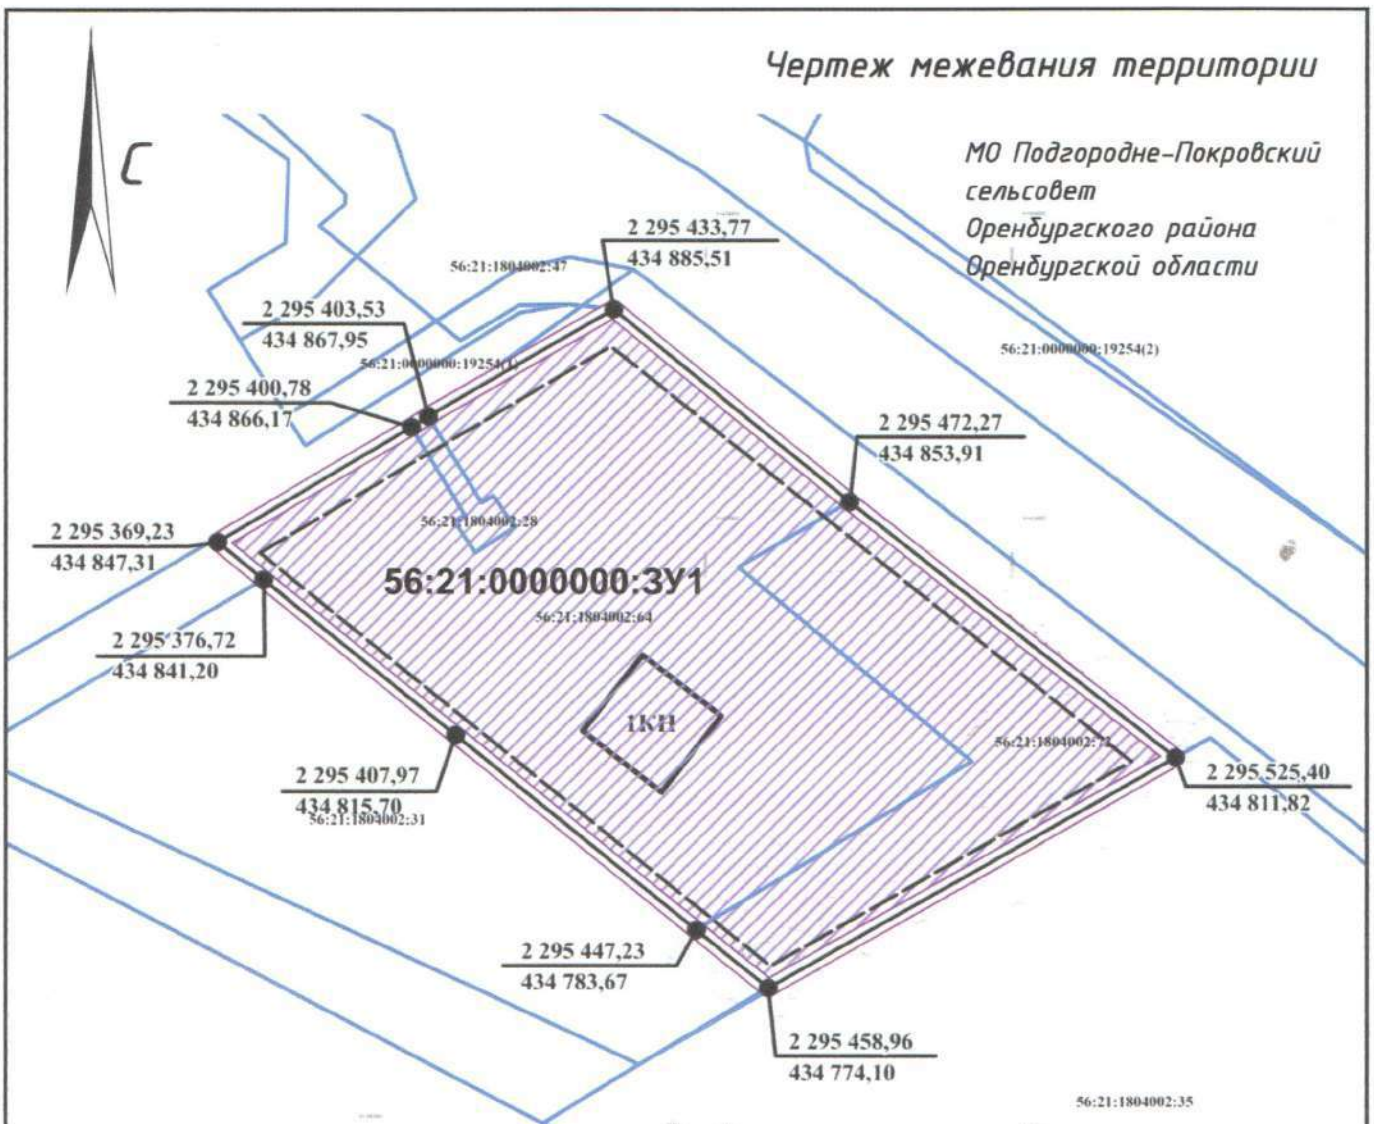 Чертеж межевания территории
С
МО Подгородне-Покровский
сельсовет
Оренбургского района
Оренбургской области
2 295 433,77
434 885,51
56:21:1804002:47
2 295 403,53
434 867,95
56:21:0000000:19254(1)
56:21:0000000:19254(2)
2 295 400,78
434 866,17
2 295 472,27
434 853,91
56:21:1804002:28
2 295 369,23
434 847,31
56:21:0000000:ЗУ1
56:21:1804002:64
2 295 376,72
434 841,20
1КН
56:21:1804002:72
2 295 407,97
434 815,70
56:21:1804002:31
2 295 525,40
434 811,82
2 295 447,23
434 783,67
2 295 458,96
434 774,10
56:21:1804002:35